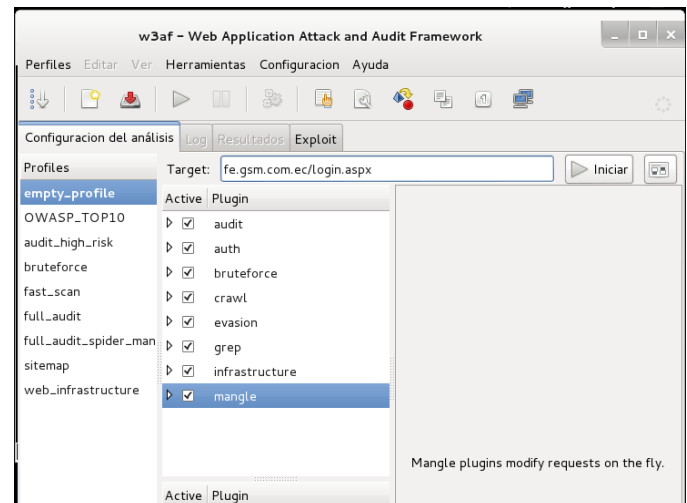 w3af – Web Application Attack and Audit Framework
Perfiles Editar Ver Herramientas Configuracion Ayuda
Configuracion del análisis Log Resultados Exploit
Profiles
empty_profile
OWASP_TOP10
audit_high_risk
bruteforce
fast_scan
full_audit
full_audit_spider_man
sitemap
web_infrastructure
Target: fe.gsm.com.ec/login.aspx Iniciar
Active Plugin
audit
auth
bruteforce
crawl
evasion
grep
infrastructure
mangle
Active Plugin
Mangle plugins modify requests on the fly.